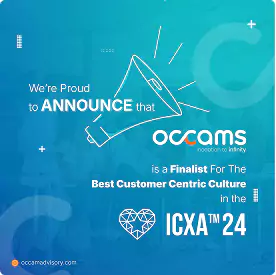 We're Proud
to ANNOUNCE that
occams
is a Finalist For The
Best Customer Centric Culture
in the
ICXA™ 24
occamadvisory.com